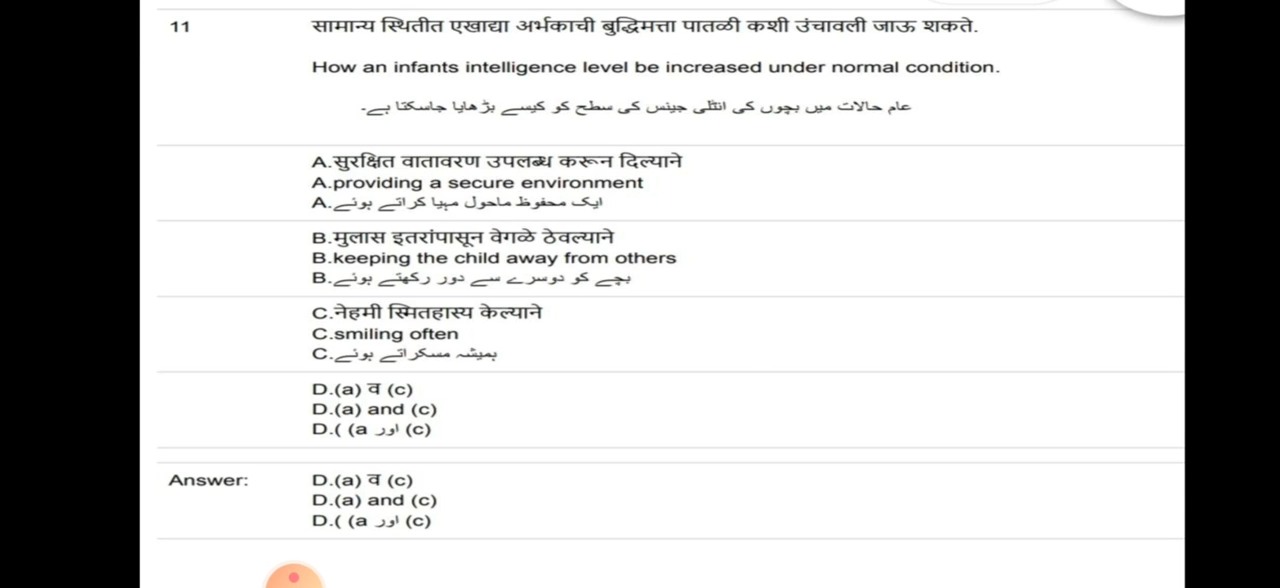 11 सामान्य स्थितीत एखाद्या अर्भकाची बुद्धिमत्ता पातळी कशी उंचावली जाऊ शकते.
How an infants intelligence level be increased under normal condition.
عام حالات میں بچوں کی انٹلی جینس کی سطح کو کیسے بڑھایا جاسکتا ہے۔
A.सुरक्षित वातावरण उपलब्ध करून दिल्याने
A.providing a secure environment
A.ایک محفوظ ماحول مہیا کراتے ہوئے
B.मुलास इतरांपासून वेगळे ठेवल्याने
B.keeping the child away from others
B.بچے کو دوسرے سے دور رکھتے ہوئے
C.नेहमी स्मितहास्य केल्याने
C.smiling often
C.ہمیشہ مسکراتے ہوئے
D.(a) व (c)
D.(a) and (c)
D.( (a اور (c)
Answer: D.(a) व (c)
D.(a) and (c)
D.( (a اور (c)